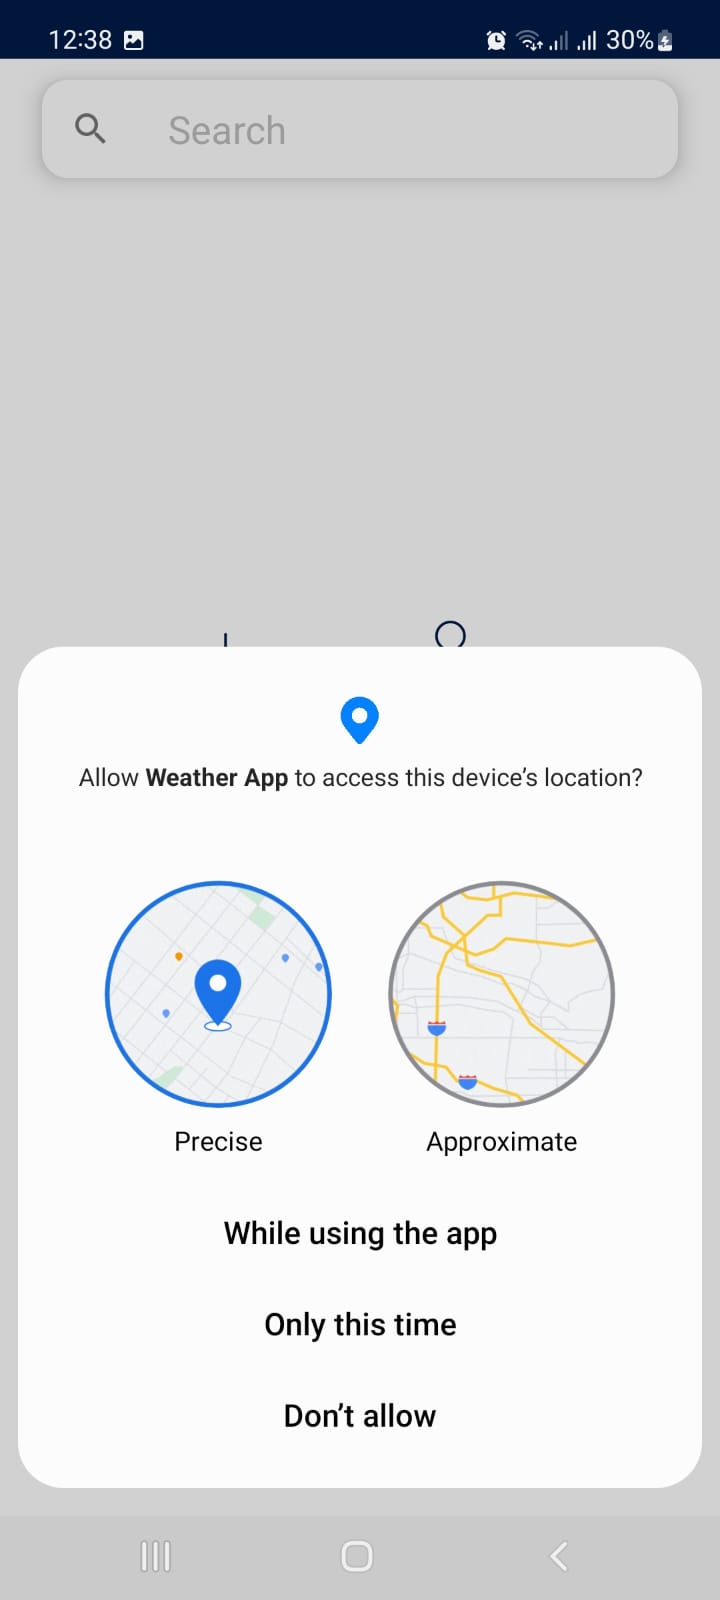 12:38 30%
Search
Allow Weather App to access this device’s location?
Precise Approximate
While using the app
Only this time
Don’t allow